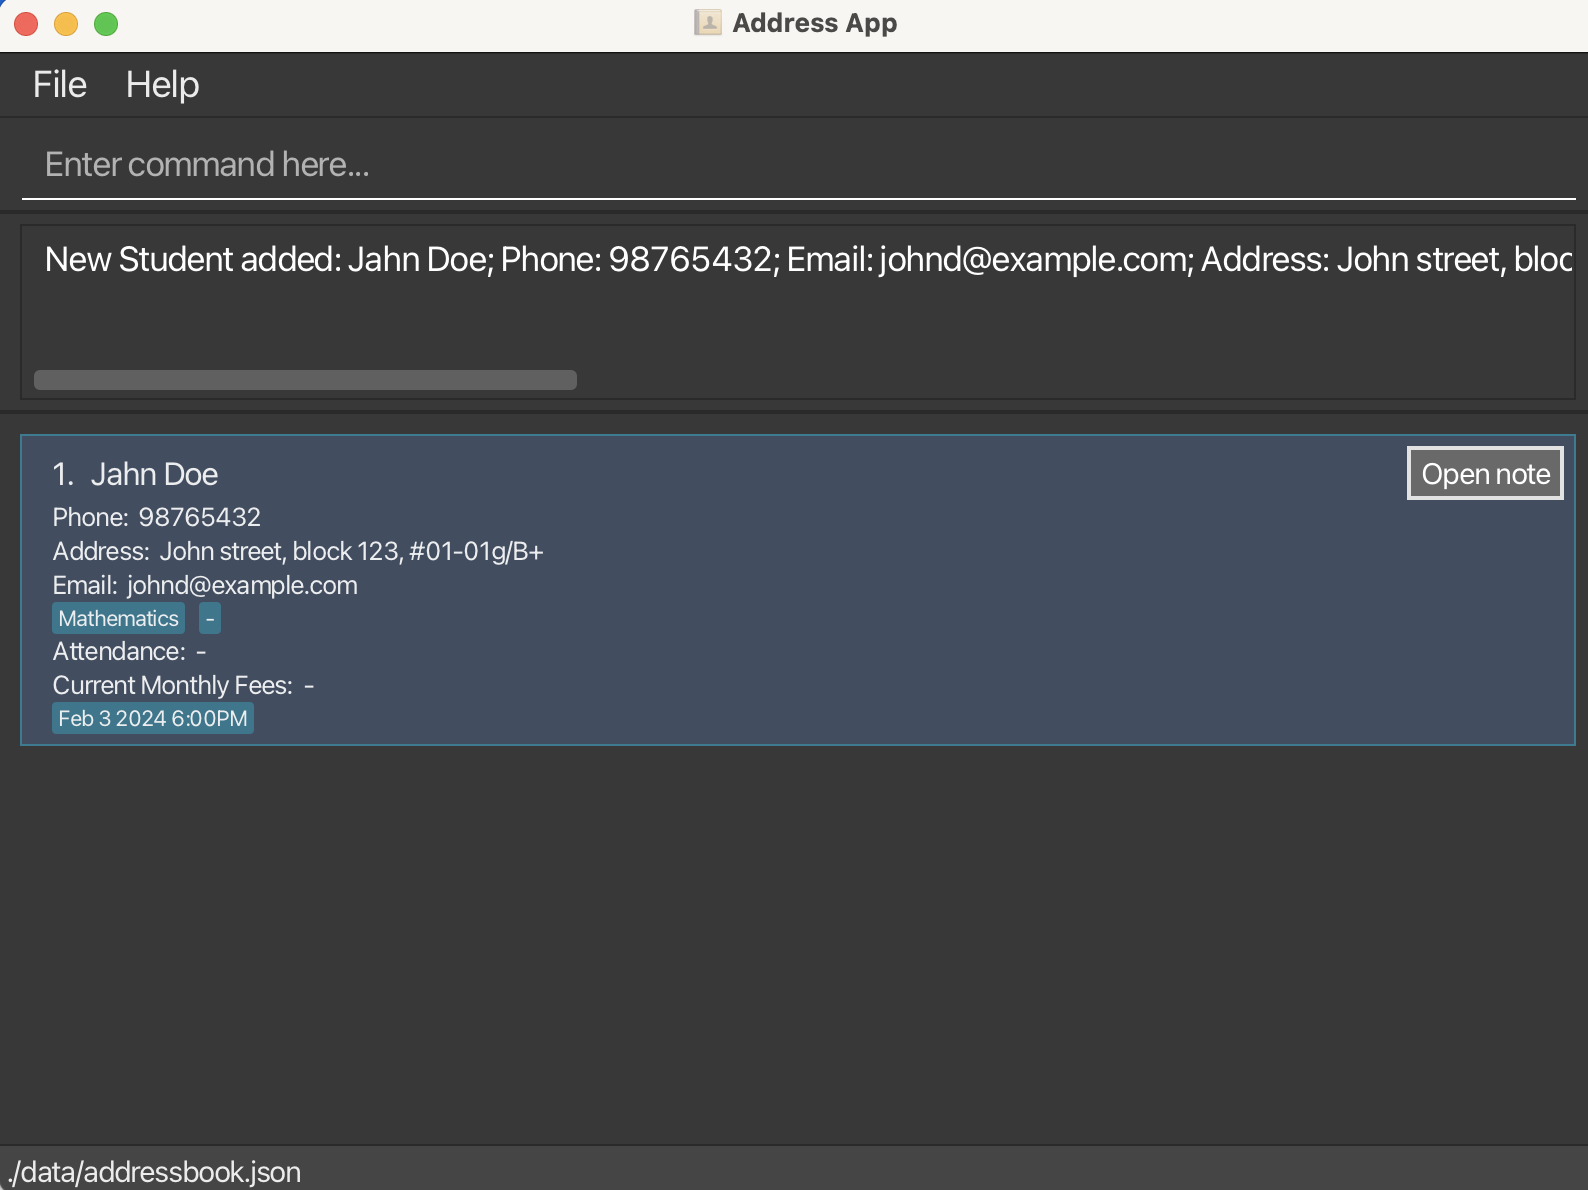 Address App
File Help
Enter command here...
New Student added: Jahn Doe; Phone: 98765432; Email: johnd@example.com; Address: John street, bloc
1. Jahn Doe
Open note
Phone: 98765432
Address: John street, block 123, #01-01g/B+
Email: johnd@example.com
Mathematics -
Attendance: -
Current Monthly Fees: -
Feb 3 2024 6:00PM
./data/addressbook.json